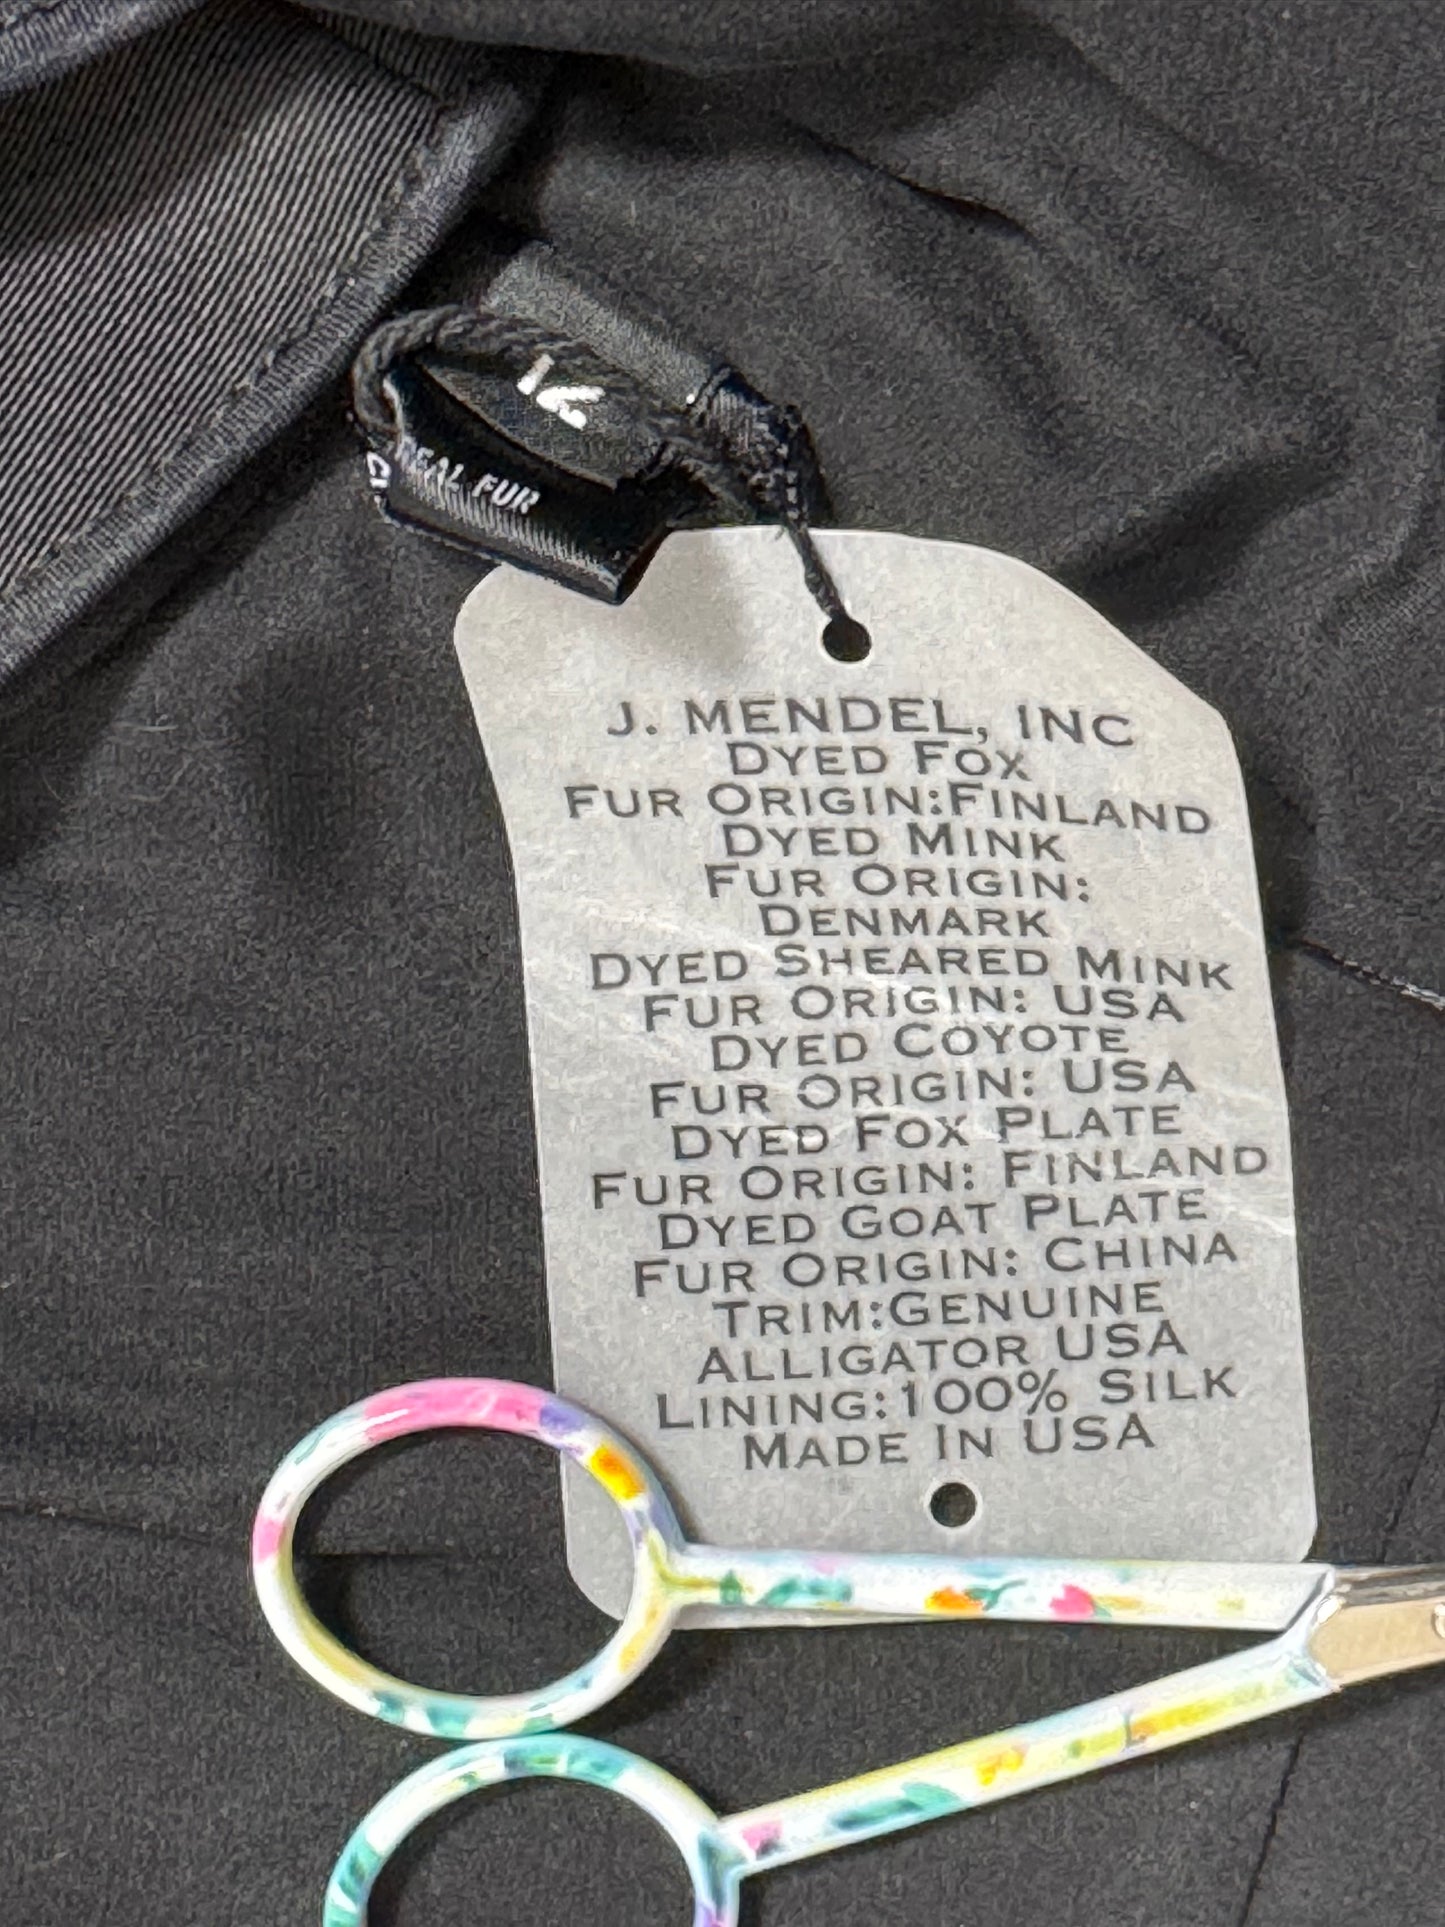 12
REAL FUR
J. MENDEL, INC
DYED FOX
FUR ORIGIN:FINLAND
DYED MINK
FUR ORIGIN:
DENMARK
DYED SHEARED MINK
FUR ORIGIN: USA
DYED COYOTE
FUR ORIGIN: USA
DYED FOX PLATE
FUR ORIGIN: FINLAND
DYED GOAT PLATE
FUR ORIGIN: CHINA
TRIM:GENUINE
ALLIGATOR USA
LINING:100% SILK
MADE IN USA